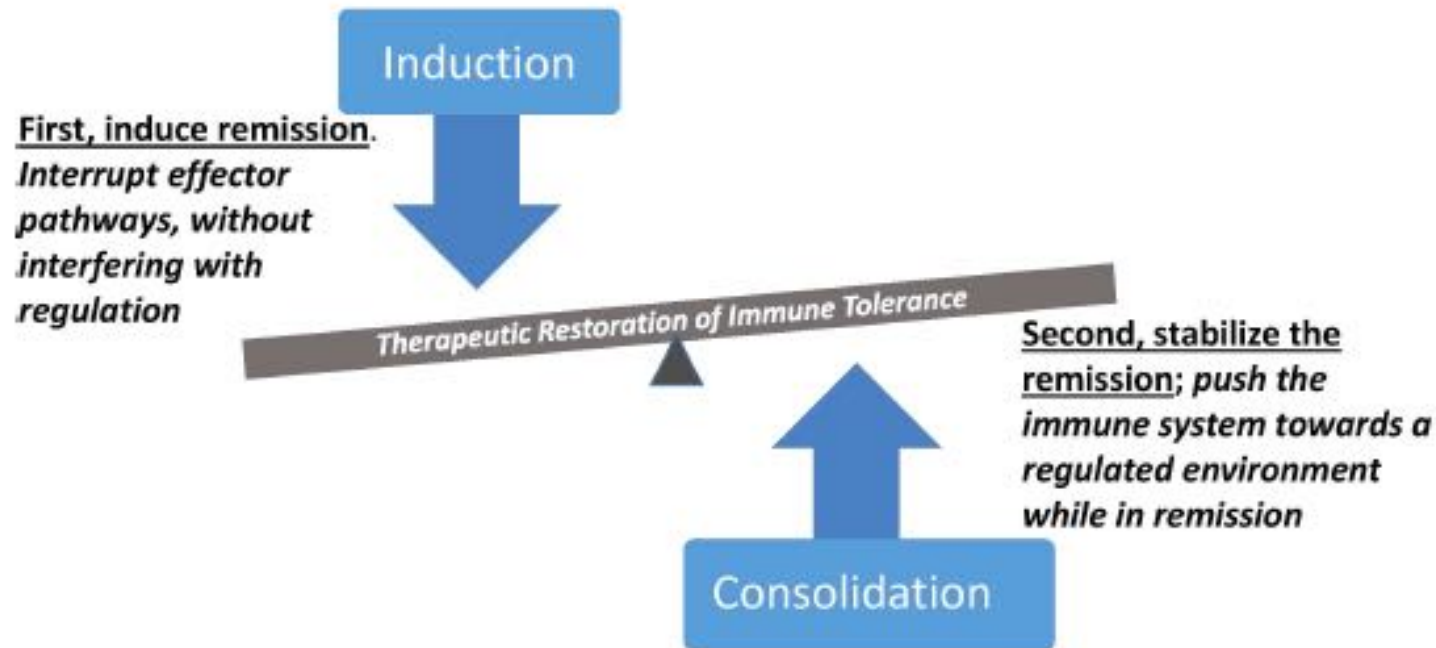 Induction
First, induce remission.
Interrupt effector
pathways, without
interfering with
regulation
Therapeutic Restoration of Immune Tolerance
Second, stabilize the
remission; push the
immune system towards a
regulated environment
while in remission
Consolidation